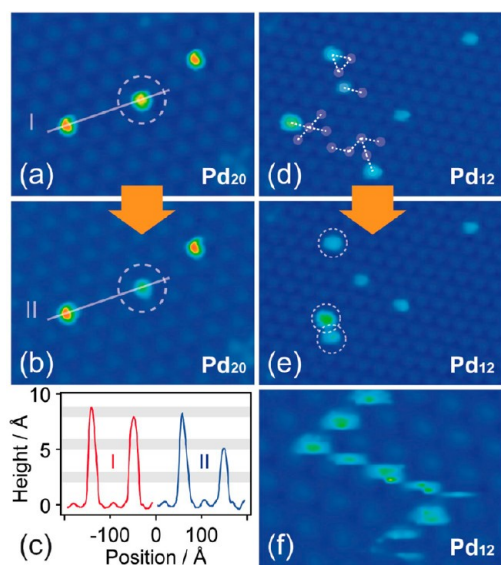 I
(a)
Pd20
(d)
Pd12
II
(b)
Pd20
(e)
Pd12
Height / Å
10
5
0
I
II
-100
0
100
Position / Å
(c)
(f)
Pd12